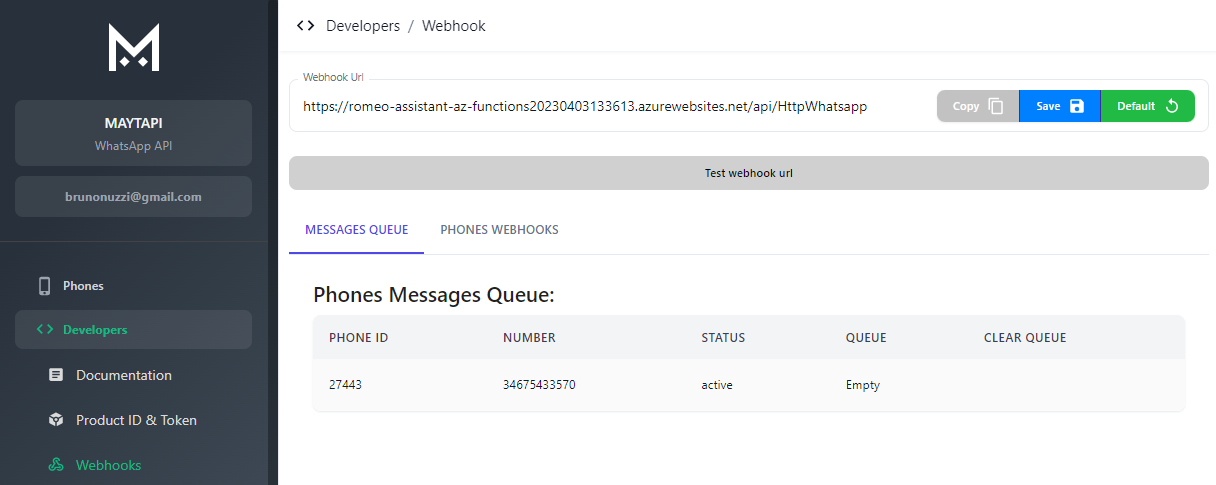 Developers / Webhook
Webhook Url
https://romeo-assistant-az-functions20230403133613.azurewebsites.net/api/HttpWhatsapp
Copy
Save
Default
Test webhook url
MESSAGES QUEUE
PHONES WEBHOOKS
Phones Messages Queue:
PHONE ID NUMBER STATUS QUEUE CLEAR QUEUE
27443 34675433570 active Empty
MAYTAPI
WhatsApp API
brunonuzzi@gmail.com
Phones
Developers
Documentation
Product ID & Token
Webhooks